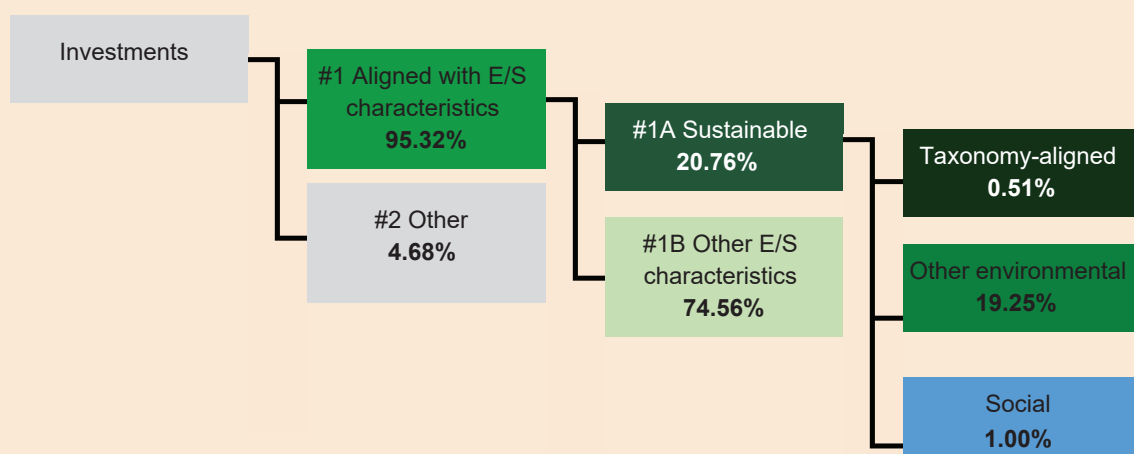 Investments
#1 Aligned with E/S
characteristics
95.32%
#2 Other
4.68%
#1A Sustainable
20.76%
#1B Other E/S
characteristics
74.56%
Taxonomy-aligned
0.51%
Other environmental
19.25%
Social
1.00%